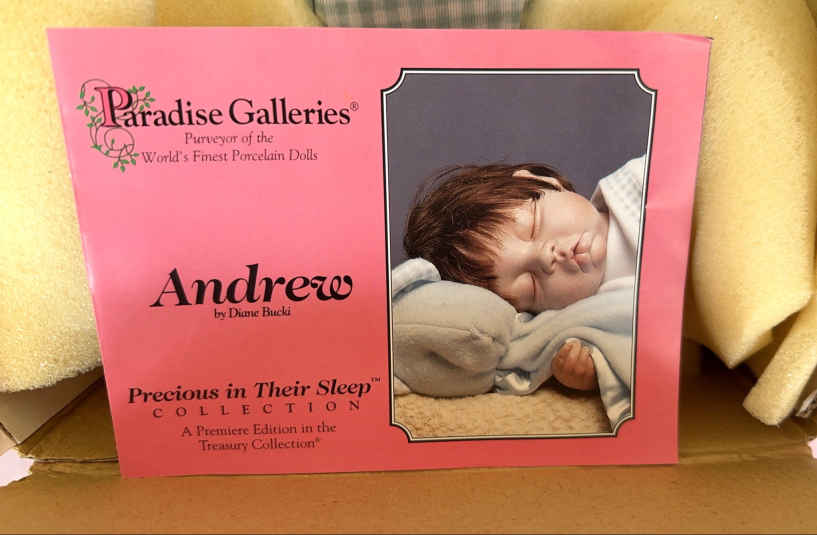 Paradise Galleries®
Purveyor of the
World's Finest Porcelain Dolls
Andrew
by Diane Bucki
Precious in Their Sleep™
COLLECTION
A Premiere Edition in the
Treasury Collection®